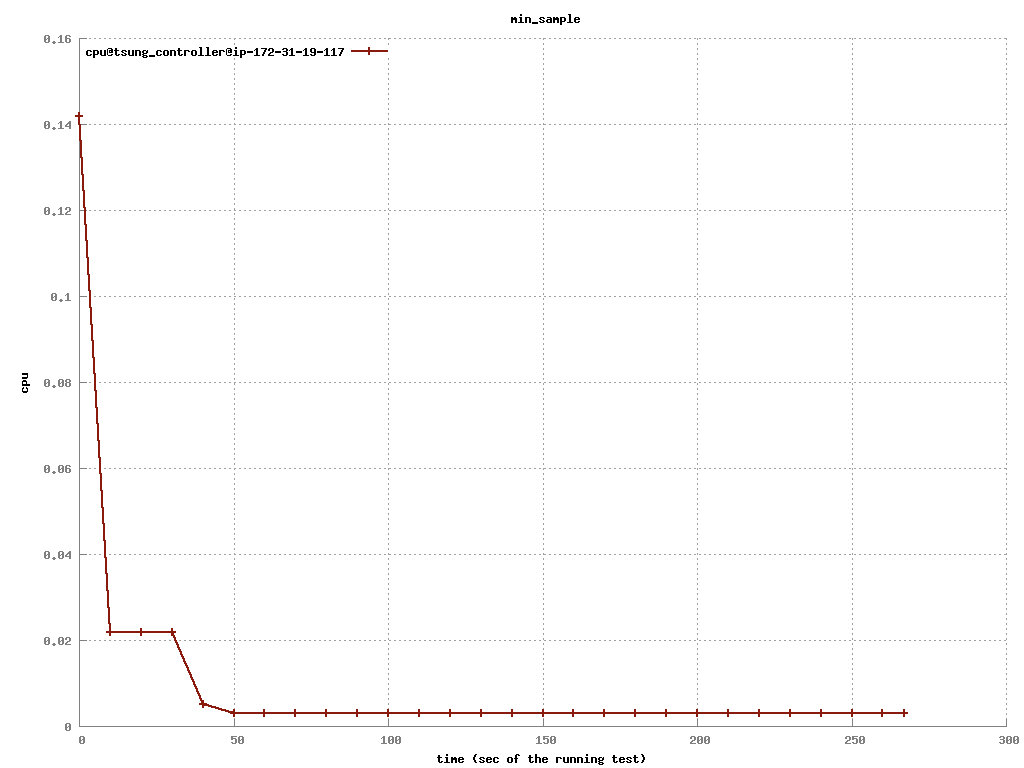 min_sample
cpu@tsung_controller@ip-172-31-19-117
0.16
0.14
0.12
0.1
0.08
0.06
0.04
0.02
0
cpu
0 50 100 150 200 250 300
time (sec of the running test)